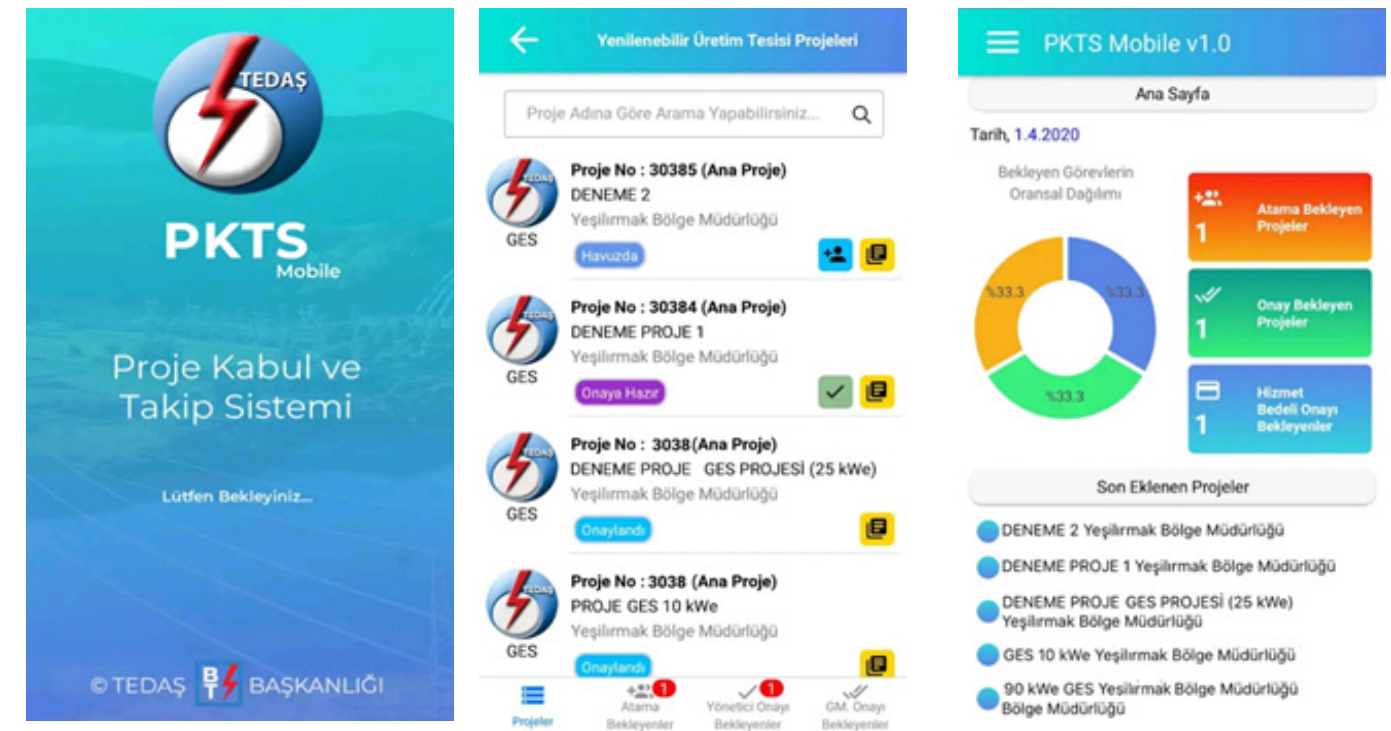 TEDAŞ
PKTS
Mobile
Proje Kabul ve
Takip Sistemi
Lütfen Bekleyiniz...
© TEDAŞ BT BAŞKANLIĞI
Yenilenebilir Üretim Tesisi Projeleri
Proje Adına Göre Arama Yapabilirsiniz...
TEDAŞ
GES
Proje No : 30385 (Ana Proje)
DENEME 2
Yeşilırmak Bölge Müdürlüğü
Havuzda
TEDAŞ
GES
Proje No : 30384 (Ana Proje)
DENEME PROJE 1
Yeşilırmak Bölge Müdürlüğü
Onaya Hazır
TEDAŞ
GES
Proje No : 3038(Ana Proje)
DENEME PROJE GES PROJESİ (25 kWe)
Yeşilırmak Bölge Müdürlüğü
Onaylandı
TEDAŞ
GES
Proje No : 3038 (Ana Proje)
PROJE GES 10 kWe
Yeşilırmak Bölge Müdürlüğü
Onaylandı
Projeler
1
Atama
Bekleyenler
1
Yönetici Onayı
Bekleyenler
GM. Onayı
Bekleyenler
PKTS Mobile v1.0
Ana Sayfa
Tarih, 1.4.2020
Bekleyen Görevlerin
Oransal Dağılımı
%33.3
%33.3
%33.3
1
Atama Bekleyen
Projeler
1
Onay Bekleyen
Projeler
1
Hizmet
Bedeli Onayı
Bekleyenler
Son Eklenen Projeler
DENEME 2 Yeşilırmak Bölge Müdürlüğü
DENEME PROJE 1 Yeşilırmak Bölge Müdürlüğü
DENEME PROJE GES PROJESİ (25 kWe)
Yeşilırmak Bölge Müdürlüğü
GES 10 kWe Yeşilırmak Bölge Müdürlüğü
90 kWe GES Yesilırmak Bölge Müdürlüğü
Bölge Müdürlüğü